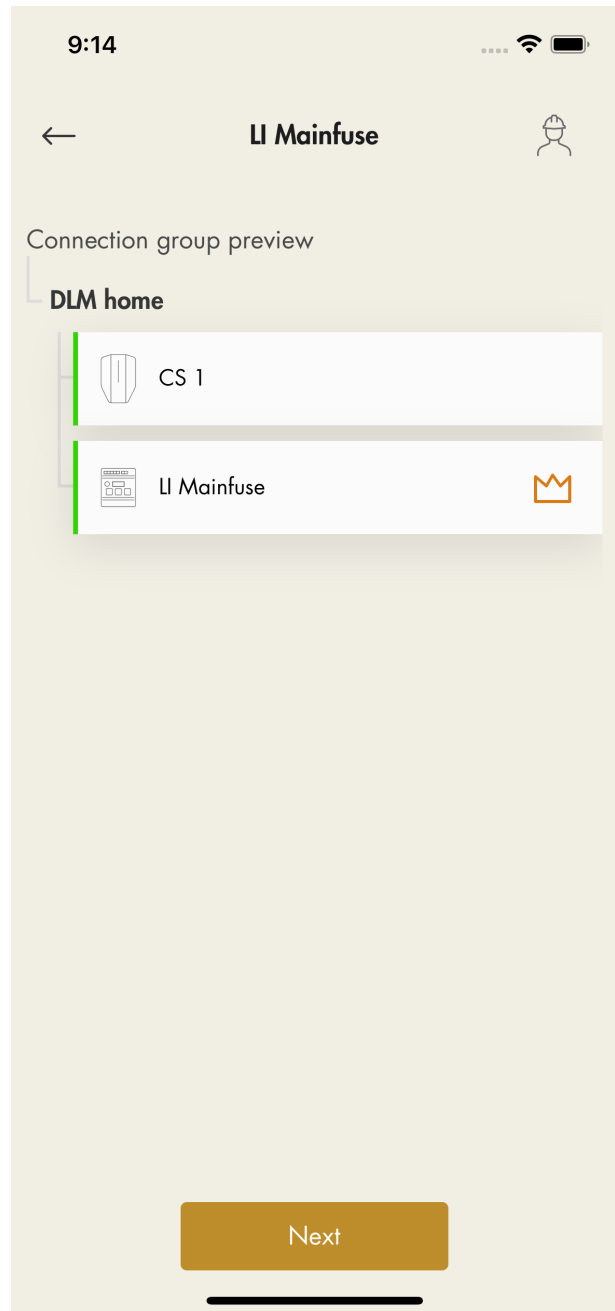 9:14
LI Mainfuse
Connection group preview
DLM home
CS 1
LI Mainfuse
Next